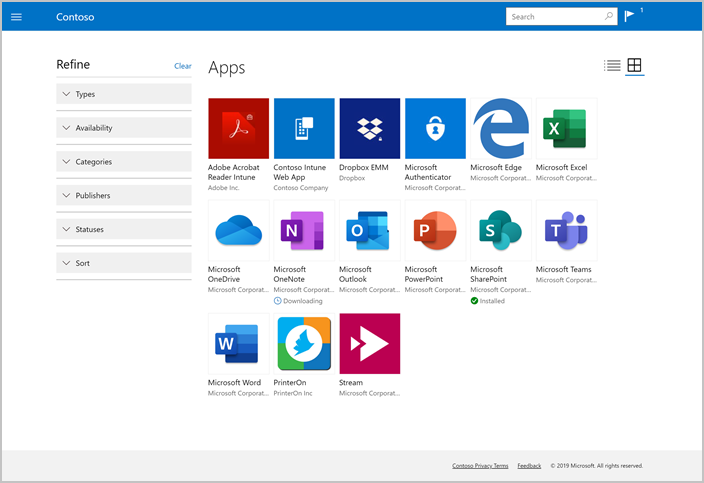 Contoso
Search
1
Refine
Clear
Types
Availability
Categories
Publishers
Statuses
Sort
Apps
Adobe Acrobat
Reader Intune
Adobe Inc.
Contoso Intune
Web App
Contoso Company
Dropbox EMM
Dropbox
Microsoft
Authenticator
Microsoft Corporat...
Microsoft Edge
Microsoft Corporat...
X
Microsoft Excel
Microsoft Corporat...
Microsoft
OneDrive
Microsoft Corporat...
N
Microsoft
OneNote
Microsoft Corporat...
Downloading
O
Microsoft
Outlook
Microsoft Corporat...
P
Microsoft
PowerPoint
Microsoft Corporat...
S
Microsoft
SharePoint
Microsoft Corporat...
Installed
T
Microsoft Teams
Microsoft Corporat...
W
Microsoft Word
Microsoft Corporat...
PrinterOn
PrinterOn Inc
Stream
Microsoft Corporat...
Contoso Privacy Terms Feedback © 2019 Microsoft. All rights reserved.